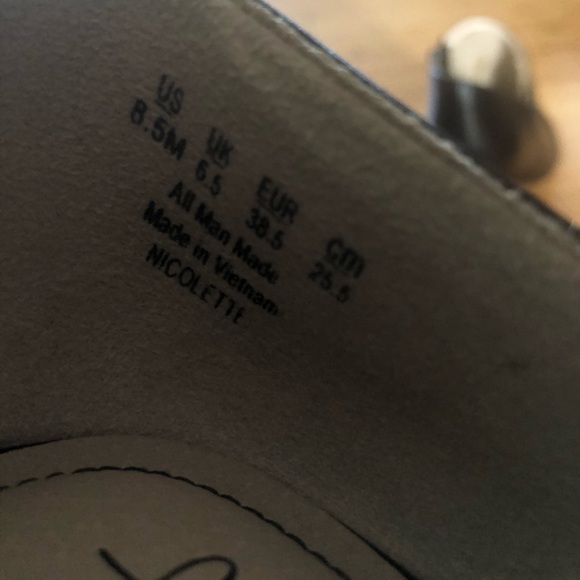 US UK EUR cm
8.5M 6.5 38.5 25.5
All Man Made
Made in Vietnam
NICOLETTE